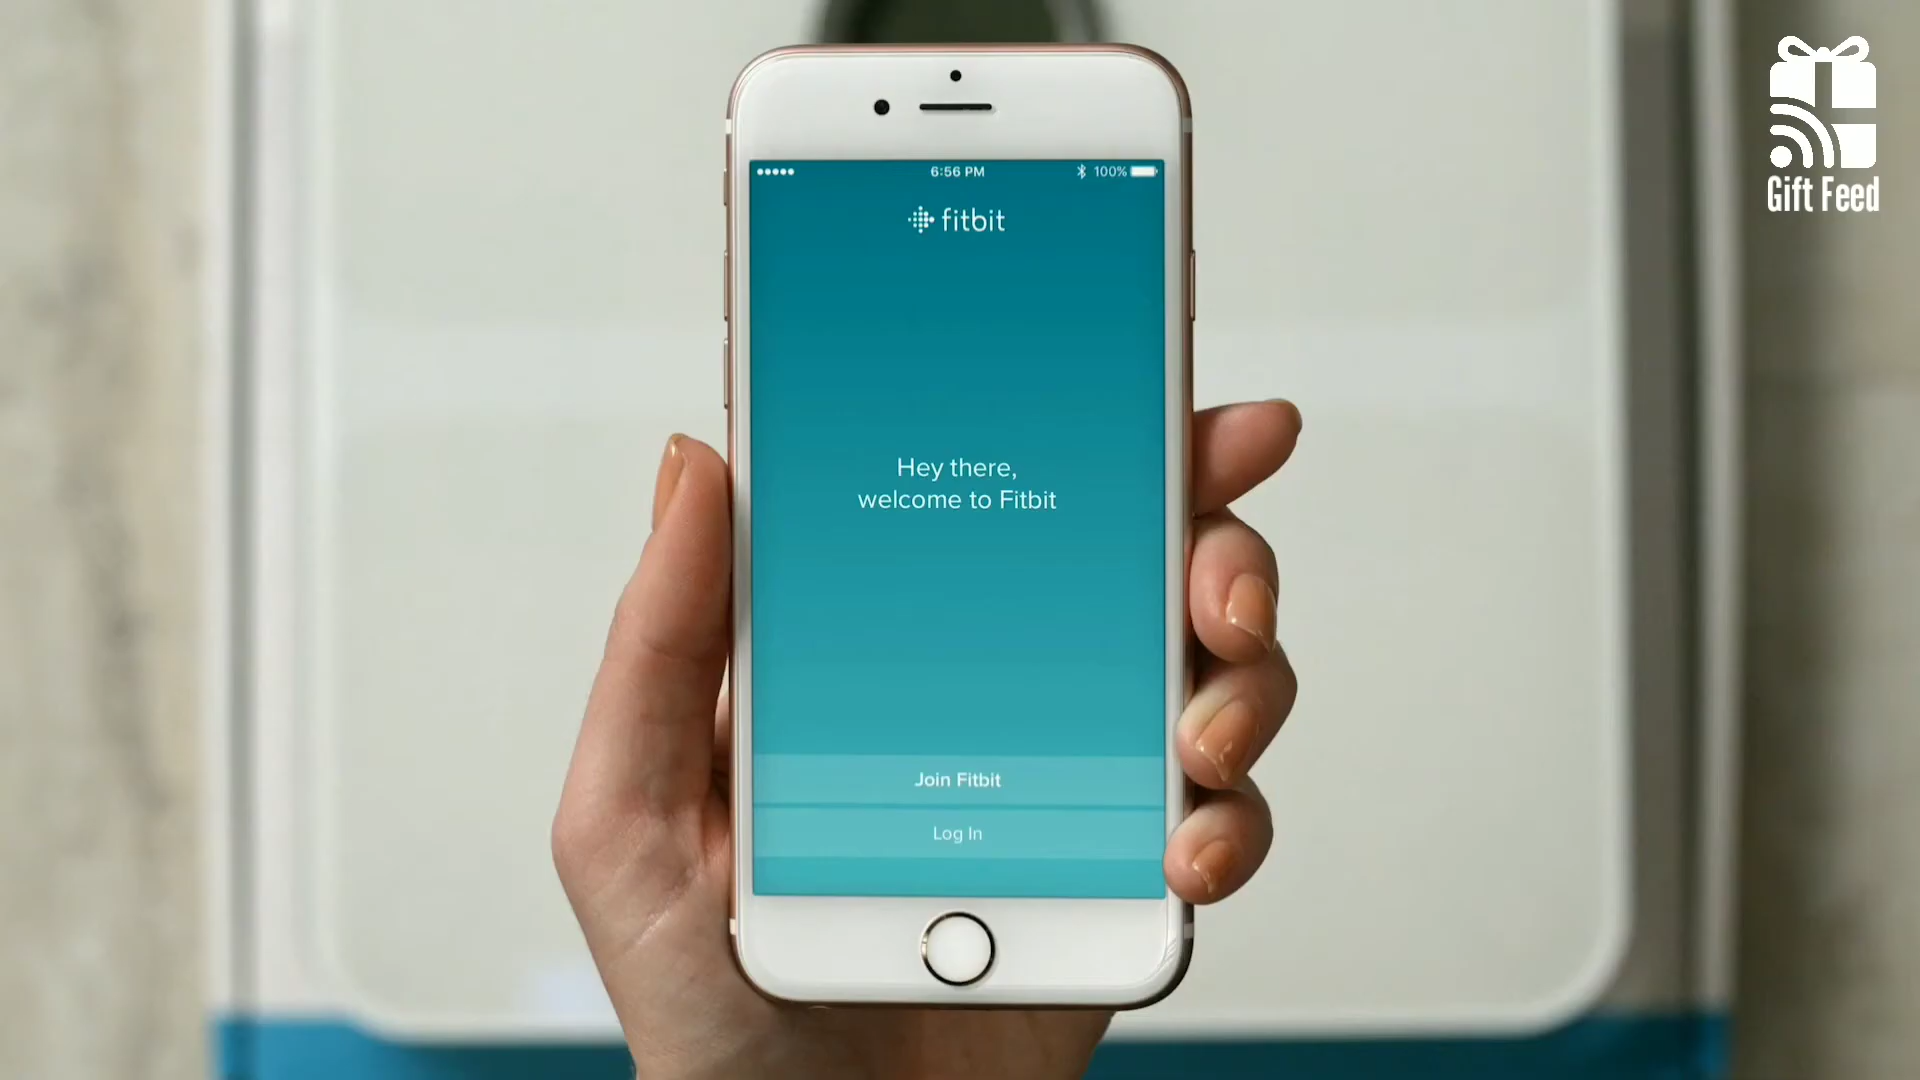 6:56 PM
100%
fitbit
Hey there,
welcome to Fitbit
Join Fitbit
Log In
Gift Feed